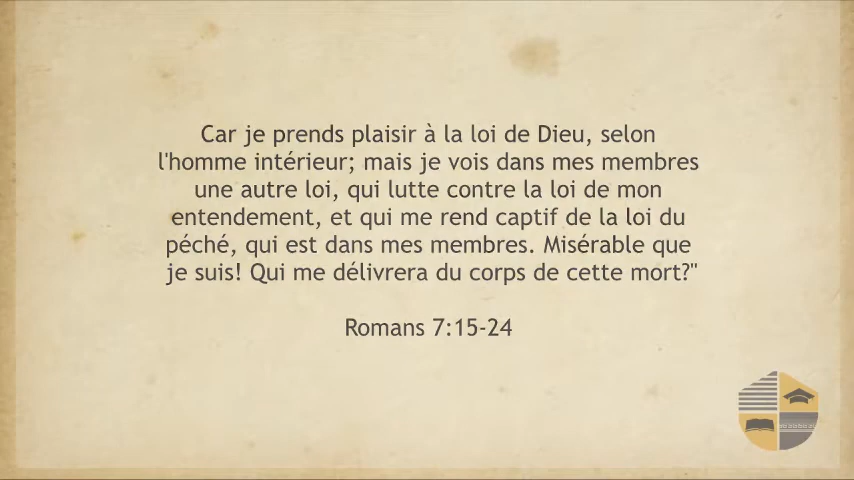 Car je prends plaisir à la loi de Dieu, selon
l'homme intérieur; mais je vois dans mes membres
une autre loi, qui lutte contre la loi de mon
entendement, et qui me rend captif de la loi du
péché, qui est dans mes membres. Misérable que
je suis! Qui me délivrera du corps de cette mort?"
Romans 7:15-24